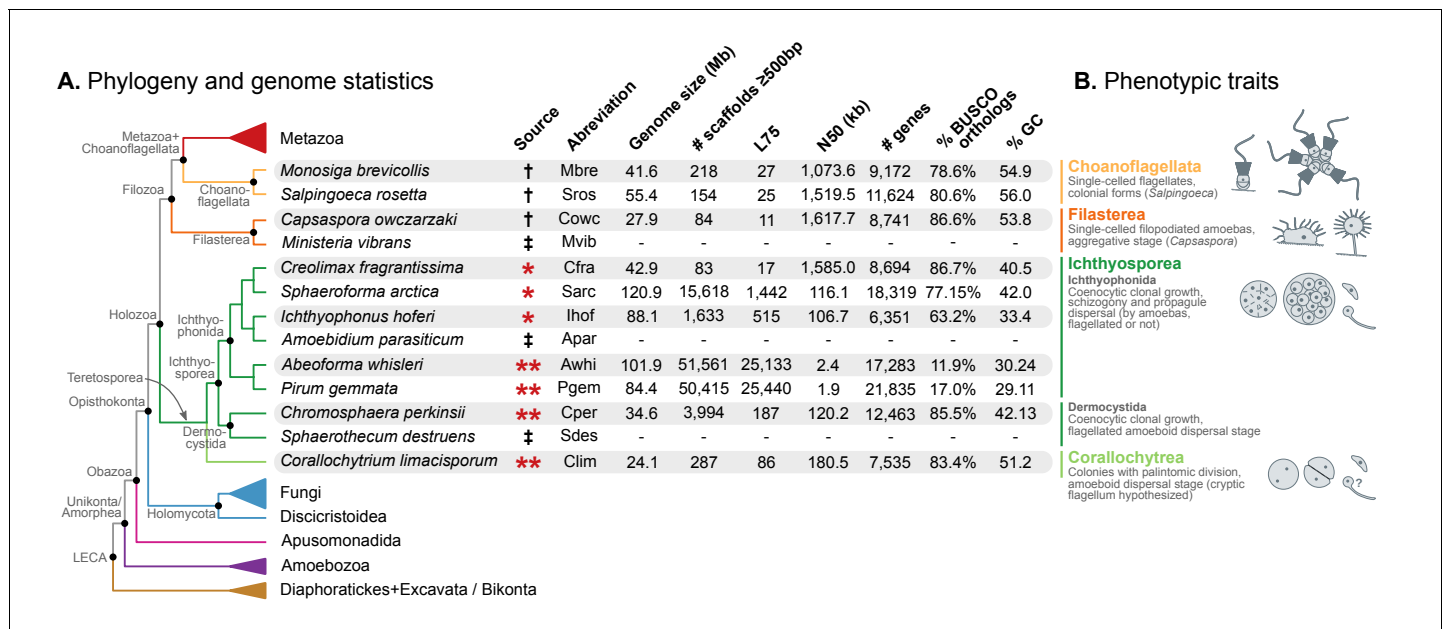 A. Phylogeny and genome statistics
Source
Abreviation
Genome size (Mb)
# scaffolds ≥500bp
L75
N50 (kb)
# genes
% BUSCO
orthologs
% GC
B. Phenotypic traits
Metazoa+
Choanoflagellata
Metazoa
Monosiga brevicollis † Mbre 41.6 218 27 1,073.6 9,172 78.6% 54.9
Filozoa
Choano-
flagellata
Salpingoeca rosetta † Sros 55.4 154 25 1,519.5 11,624 80.6% 56.0
Capsaspora owczarzaki † Cowc 27.9 84 11 1,617.7 8,741 86.6% 53.8
Filasterea
Ministeria vibrans ‡ Mvib - - - - - - -
Creolimax fragrantissima * Cfra 42.9 83 17 1,585.0 8,694 86.7% 40.5
Sphaeroforma arctica * Sarc 120.9 15,618 1,442 116.1 18,319 77.15% 42.0
Holozoa
Ichthyo-
phonida
Ichthyophonus hoferi * Ihof 88.1 1,633 515 106.7 6,351 63.2% 33.4
Amoebidium parasiticum ‡ Apar - - - - - - -
Ichthyo-
sporea
Abeoforma whisleri ** Awhi 101.9 51,561 25,133 2.4 17,283 11.9% 30.24
Teretosporea
Pirum gemmata ** Pgem 84.4 50,415 25,440 1.9 21,835 17.0% 29.11
Opisthokonta
Chromosphaera perkinsii ** Cper 34.6 3,994 187 120.2 12,463 85.5% 42.13
Dermo-
cystida
Sphaerothecum destruens ‡ Sdes - - - - - - -
Corallochytrium limacisporum ** Clim 24.1 287 86 180.5 7,535 83.4% 51.2
Obazoa
Fungi
Unikonta/
Amorphea
Holomycota
Discicristoidea
Apusomonadida
LECA
Amoebozoa
Diaphoratickes+Excavata / Bikonta
Choanoflagellata
Single-celled flagellates,
colonial forms (Salpingoeca)
Filasterea
Single-celled filopodiated amoebas,
aggregative stage (Capsaspora)
Ichthyosporea
Ichthyophonida
Coenocytic clonal growth,
schizogony and propagule
dispersal (by amoebas,
flagellated or not)
Dermocystida
Coenocytic clonal growth,
flagellated amoeboid dispersal stage
Corallochytrea
Colonies with palintomic division,
amoeboid dispersal stage (cryptic
flagellum hypothesized)
?